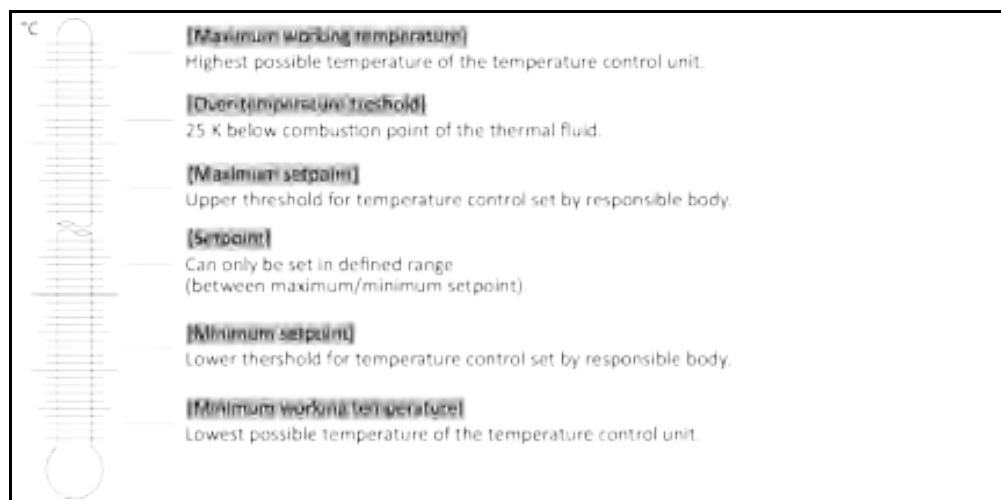 °C
[Maximum working temperature]
Highest possible temperature of the temperature control unit.
[Over-temperature treshold]
25 K below combustion point of the thermal fluid.
[Maximum setpoint]
Upper threshold for temperature control set by responsible body.
[Setpoint]
Can only be set in defined range
(between maximum/minimum setpoint)
[Minimum setpoint]
Lower thershold for temperature control set by responsible body.
[Minimum working temperature]
Lowest possible temperature of the temperature control unit.